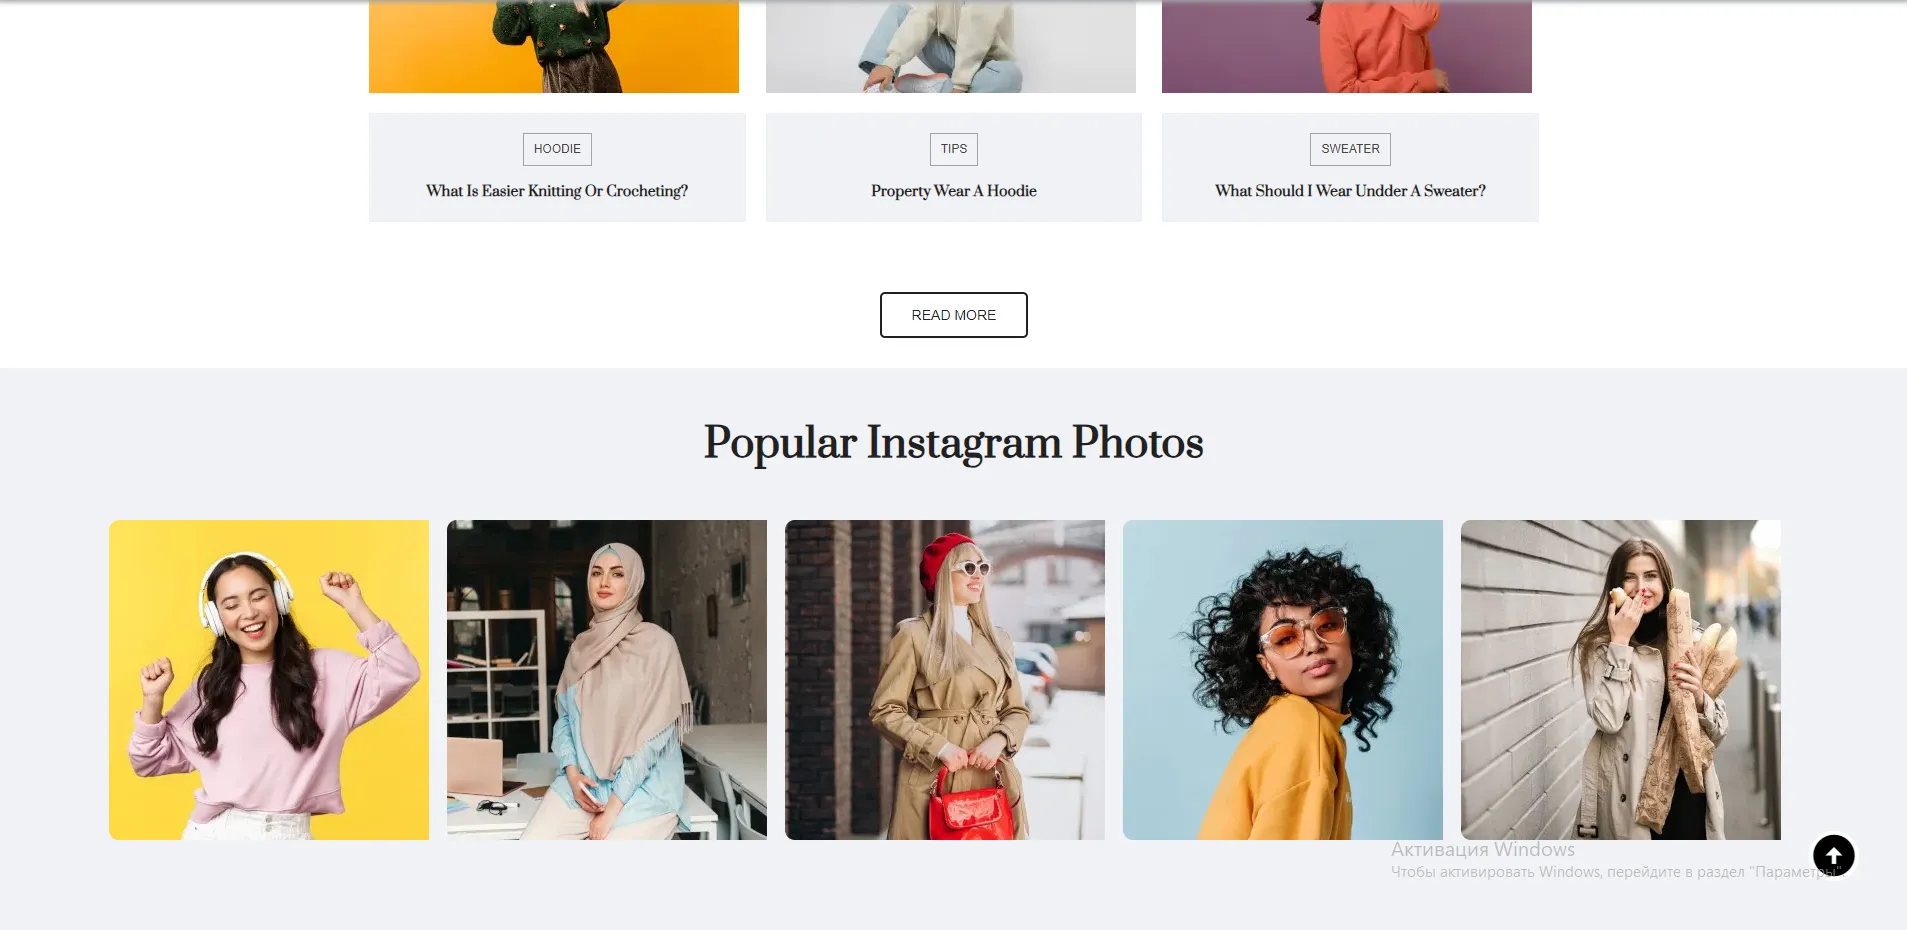 HOODIE
What Is Easier Knitting Or Crocheting?
TIPS
Property Wear A Hoodie
SWEATER
What Should I Wear Undder A Sweater?
READ MORE
Popular Instagram Photos
Активация Windows
Чтобы активировать Windows, перейдите в раздел "Параметры".